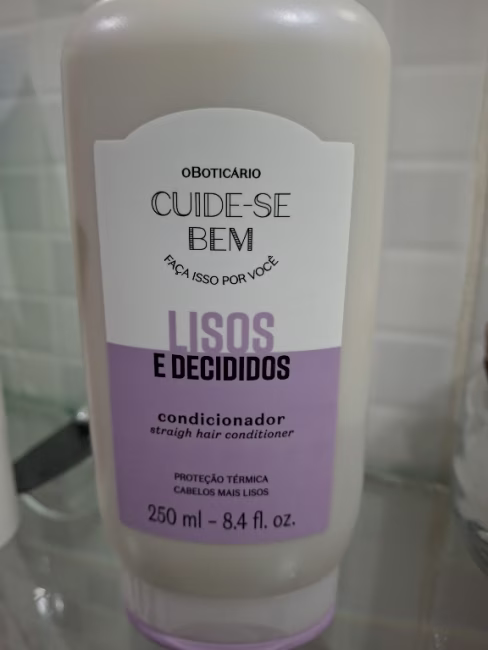 oBOTICÁRIO
CUIDE-SE
BEM
FAÇA ISSO POR VOCÊ
LISOS
E DECIDIDOS
condicionador
straigh hair conditioner
PROTEÇÃO TÉRMICA
CABELOS MAIS LISOS
250 ml – 8.4 fl. oz.